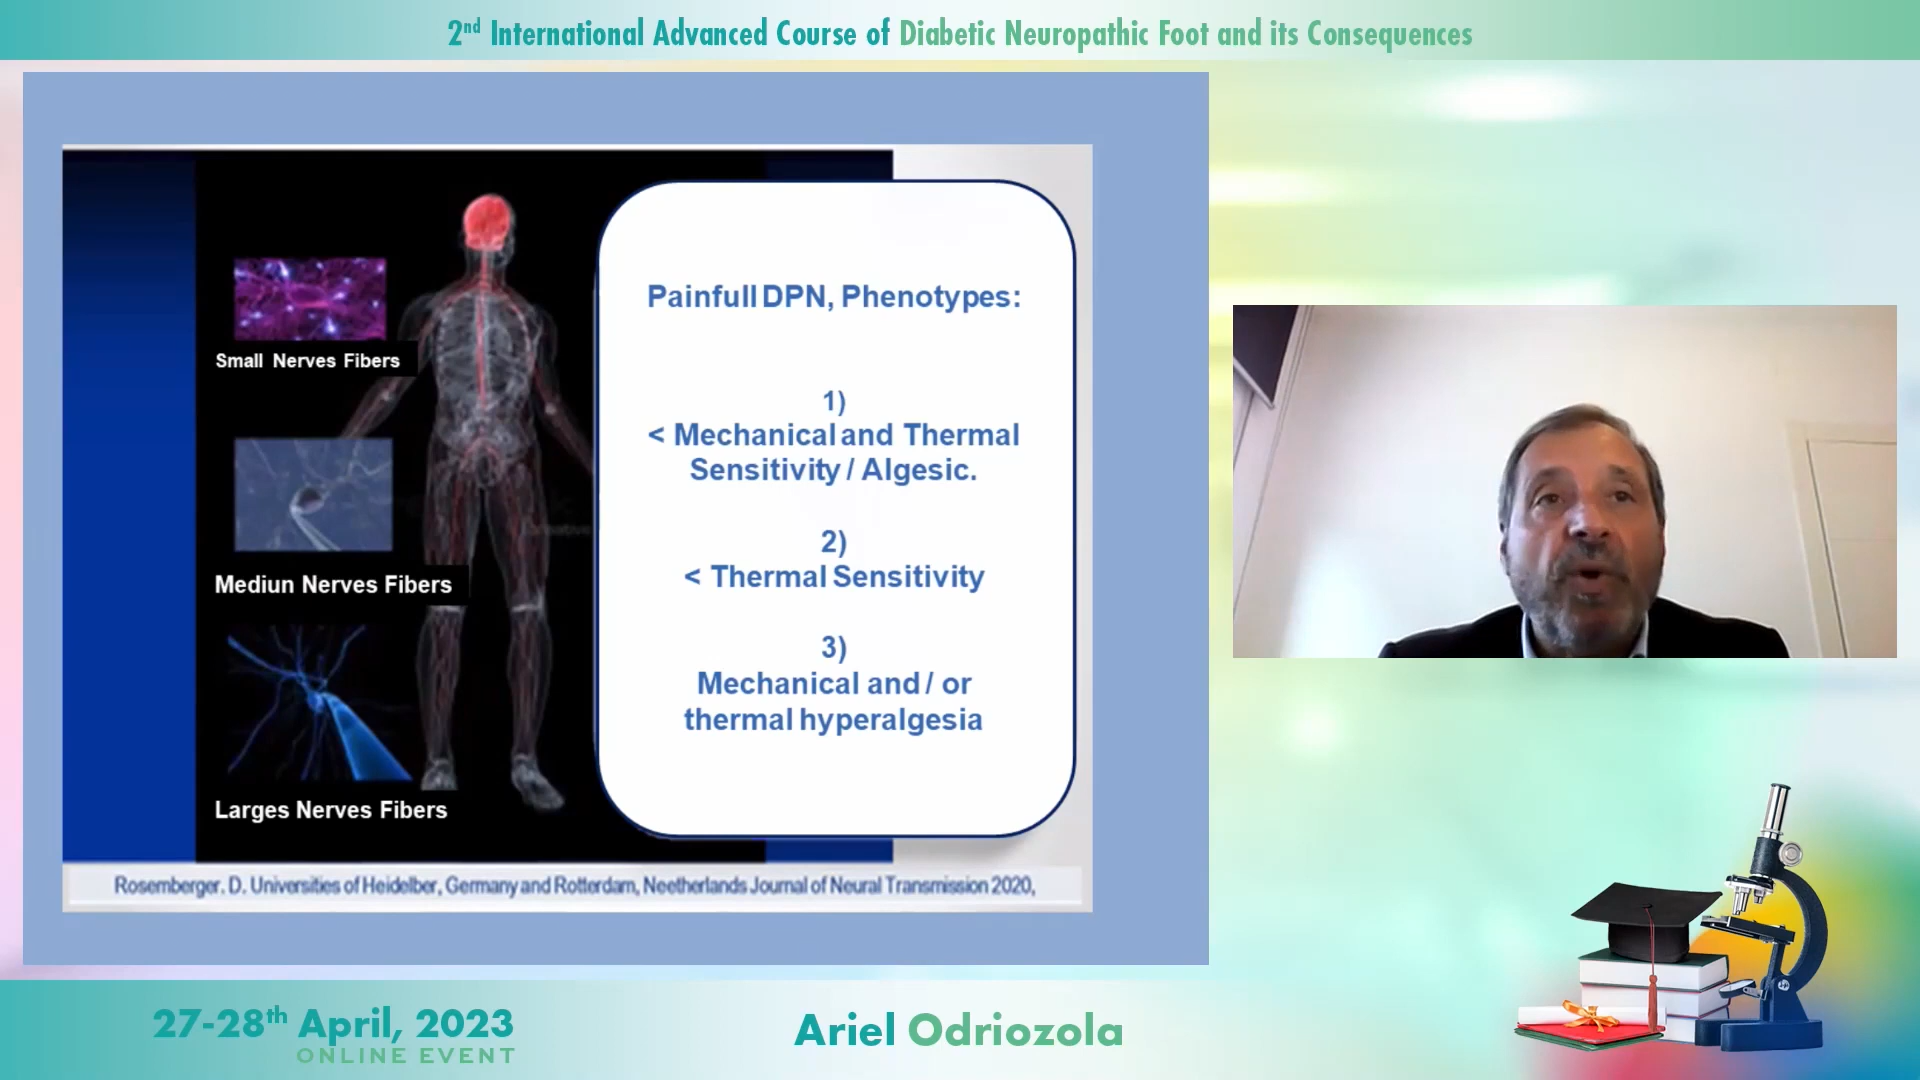 2nd International Advanced Course of Diabetic Neuropathic Foot and its Consequences
Small Nerves Fibers
Mediun Nerves Fibers
Larges Nerves Fibers
Painfull DPN, Phenotypes:
1)
< Mechanical and Thermal
Sensitivity / Algesic.
2)
< Thermal Sensitivity
3)
Mechanical and / or
thermal hyperalgesia
Rosemberger. D. Universities of Heidelber, Germany and Rotterdam, Neetherlands Journal of Neural Transmission 2020,
27-28th April, 2023
ONLINE EVENT
Ariel Odriozola